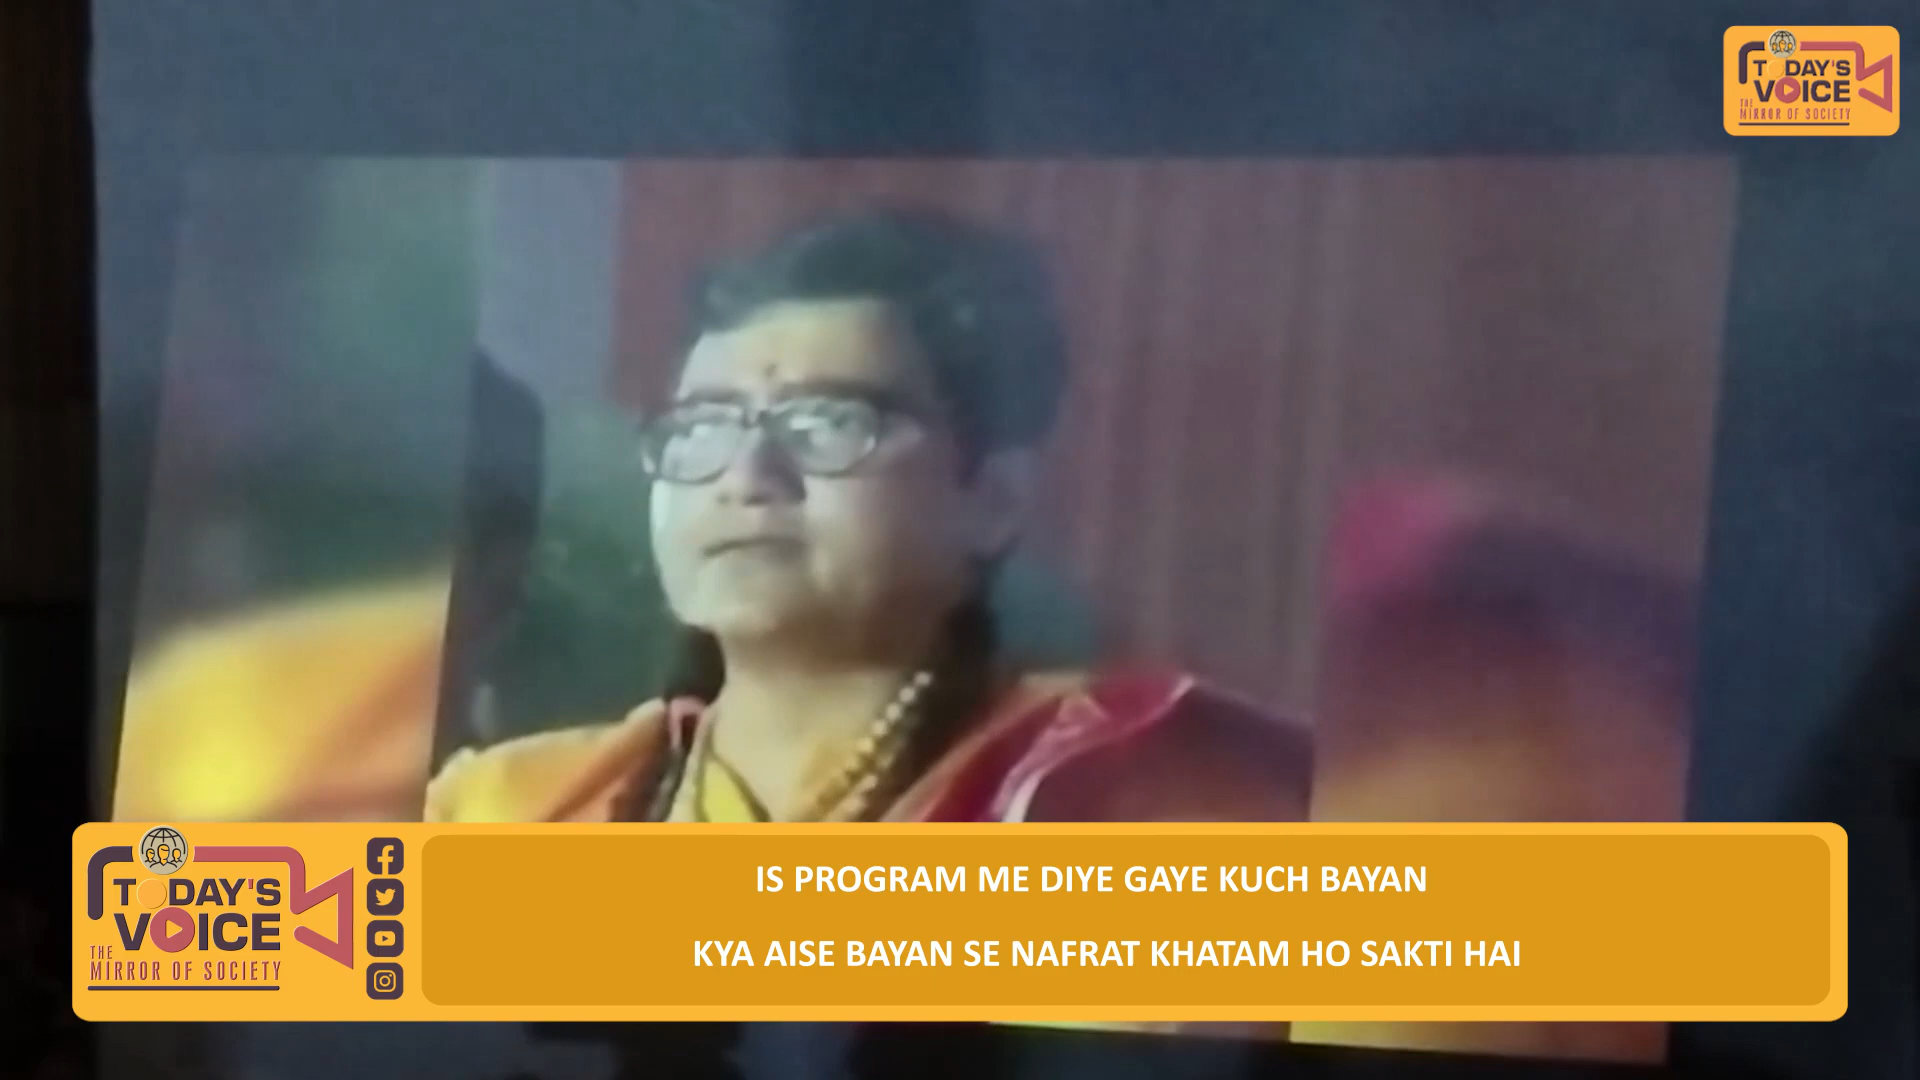 TODAY'S
VOICE
THE
MIRROR OF SOCIETY
IS PROGRAM ME DIYE GAYE KUCH BAYAN
KYA AISE BAYAN SE NAFRAT KHATAM HO SAKTI HAI
TODAY'S
VOICE
THE
MIRROR OF SOCIETY